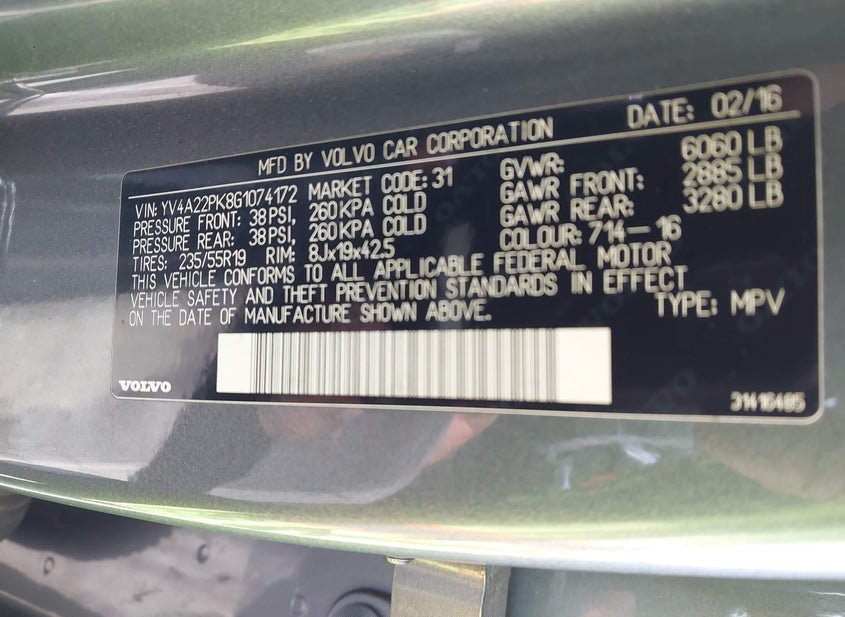 DATE: 02/16
MFD BY VOLVO CAR CORPORATION
VIN: YV4A22PK8G1074172 MARKET CODE: 31 GVWR: 6060 LB
PRESSURE FRONT: 38 PSI, 260 KPA COLD GAWR FRONT: 2885 LB
PRESSURE REAR: 38 PSI, 260 KPA COLD GAWR REAR: 3280 LB
TIRES: 235/55R19 RIM: 8Jx19x42.5 COLOUR: 714-16
THIS VEHICLE CONFORMS TO ALL APPLICABLE FEDERAL MOTOR
VEHICLE SAFETY AND THEFT PREVENTION STANDARDS IN EFFECT
ON THE DATE OF MANUFACTURE SHOWN ABOVE. TYPE: MPV
VOLVO 31416485